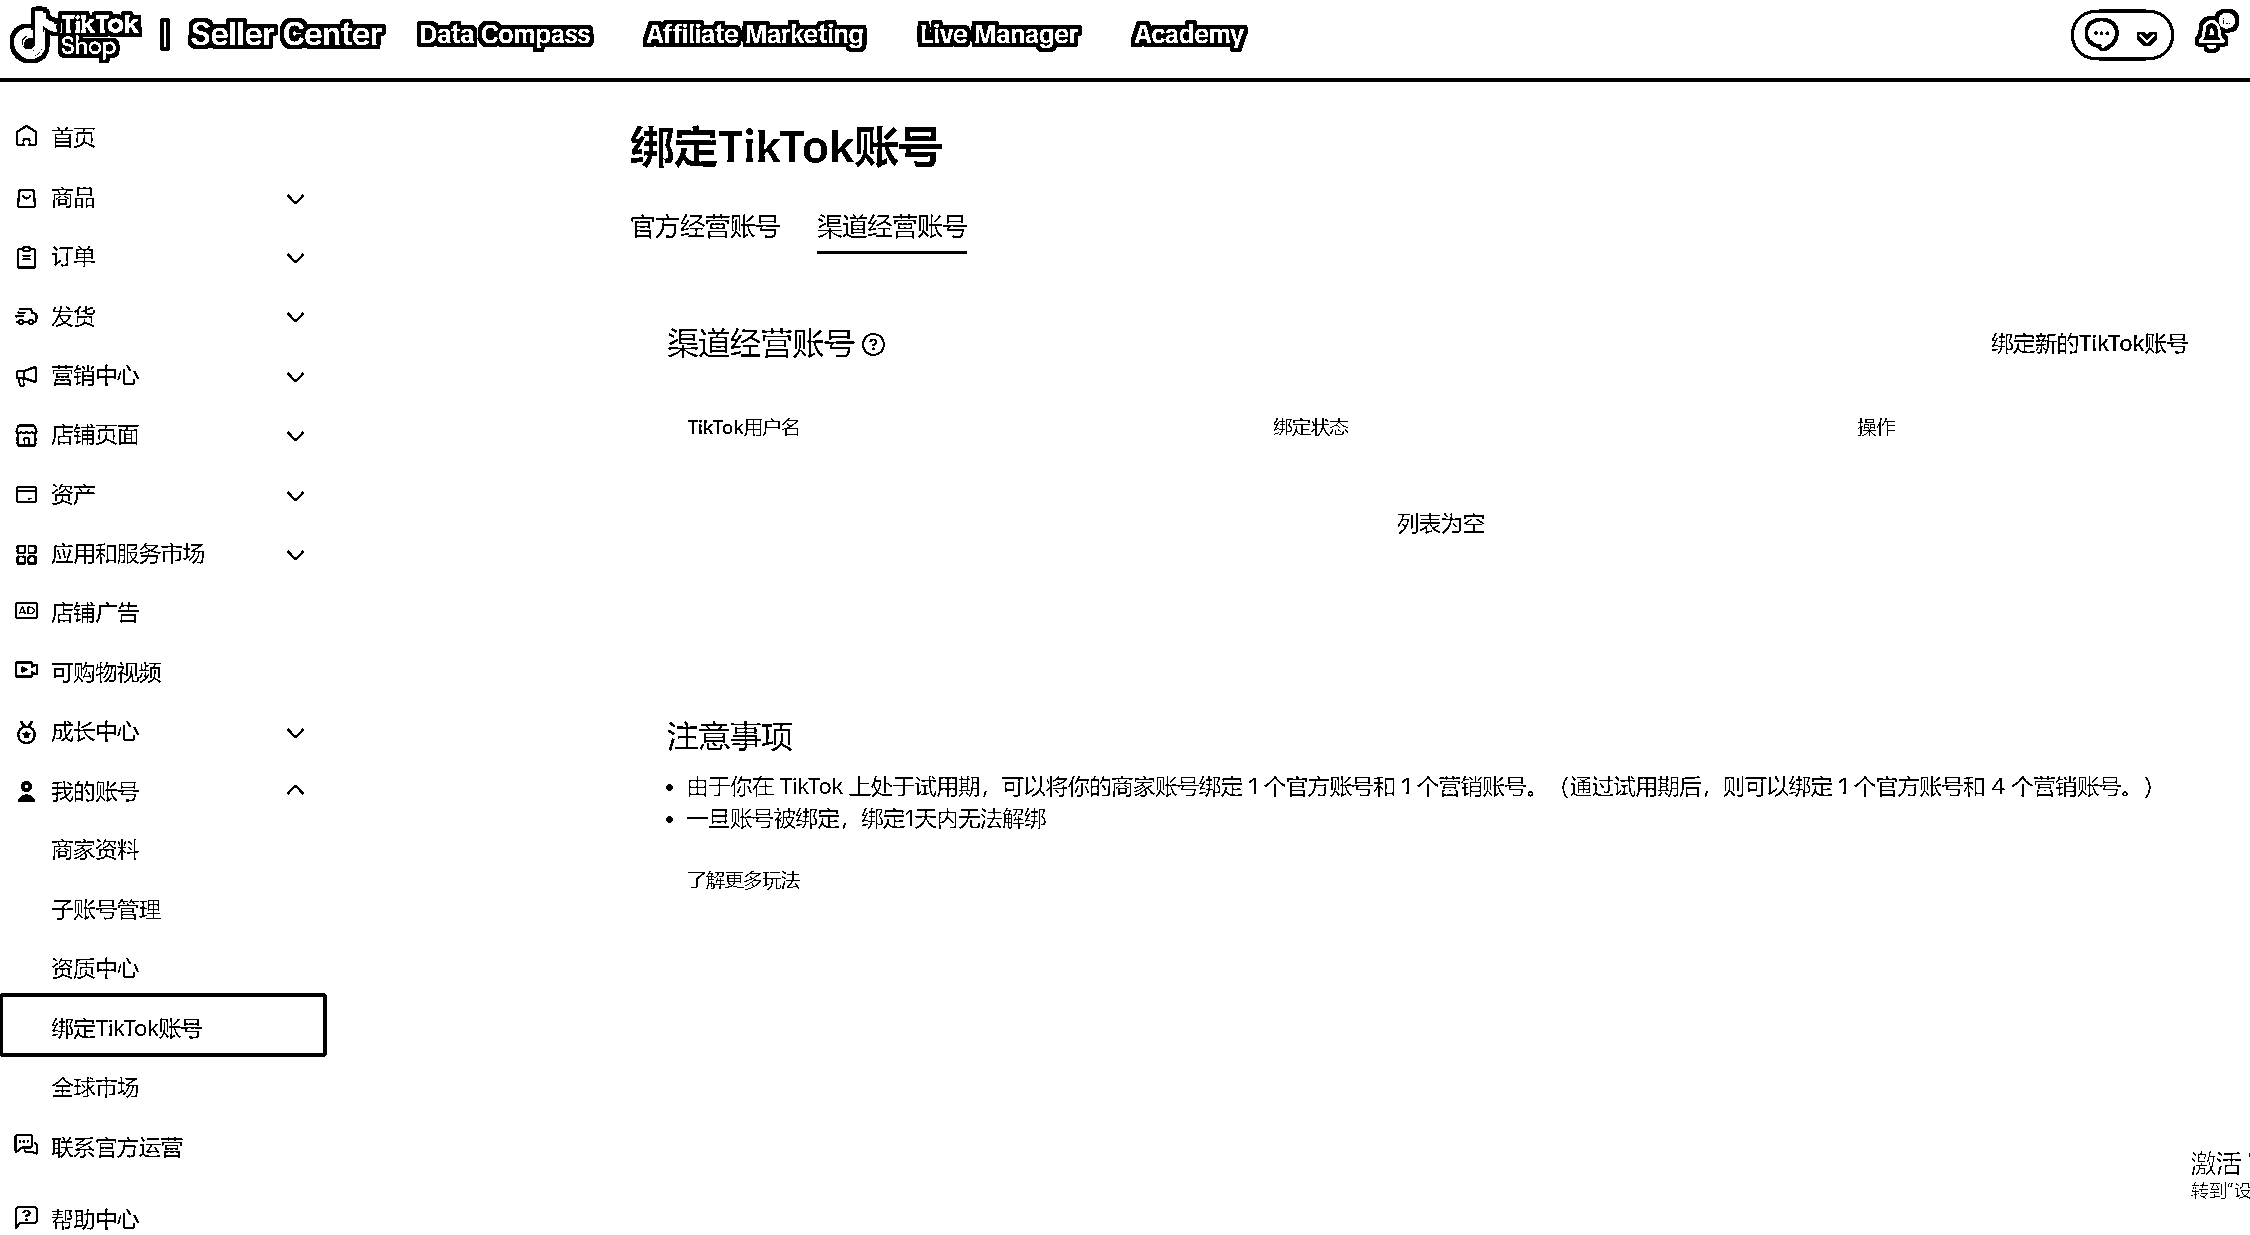 TikTok Shop | Seller Center Data Compass Affiliate Marketing Live Manager Academy
首页
商品
订单
发货
营销中心
店铺页面
资产
应用和服务市场
店铺广告
可购物视频
成长中心
我的账号
商家资料
子账号管理
资质中心
绑定TikTok账号
全球市场
联系官方运营
帮助中心
绑定TikTok账号
官方经营账号 渠道经营账号
渠道经营账号 绑定新的TikTok账号
TikTok用户名 绑定状态 操作
列表为空
注意事项
由于你在 TikTok 上处于试用期，可以将你的商家账号绑定 1 个官方账号和 1 个营销账号。（通过试用期后，则可以绑定 1 个官方账号和 4 个营销账号。）
一旦账号被绑定，绑定1天内无法解绑
了解更多玩法
激活
转到"设